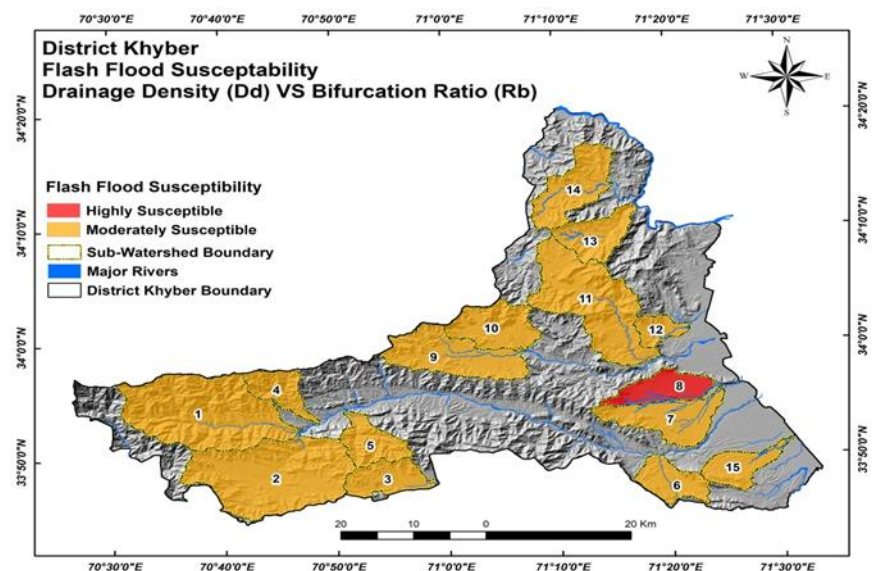 70°30'0"E 70°40'0"E 70°50'0"E 71°0'0"E 71°10'0"E 71°20'0"E 71°30'0"E
District Khyber
Flash Flood Susceptability
Drainage Density (Dd) VS Bifurcation Ratio (Rb)
N
W E
S
34°20'0"N 34°20'0"N
Flash Flood Susceptibility
Highly Susceptible
Moderately Susceptible
Sub-Watershed Boundary
Major Rivers
District Khyber Boundary
14
34°10'0"N 34°10'0"N
13
11
12
10
9
34°0'0"N 34°0'0"N
8
4
1
7
5
33°50'0"N 33°50'0"N
2
3
6
15
20 10 0 20 Km
70°30'0"E 70°40'0"E 70°50'0"E 71°0'0"E 71°10'0"E 71°20'0"E 71°30'0"E